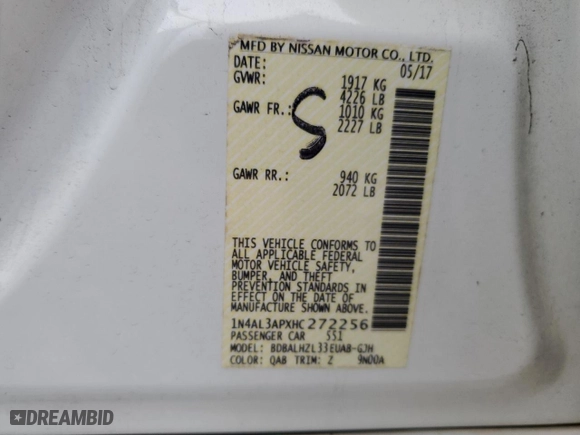 MFD BY NISSAN MOTOR CO., LTD.
DATE: 05/17
GVWR: 1917 KG
4226 LB
GAWR FR.: 1010 KG
2227 LB
S
GAWR RR.: 940 KG
2072 LB
THIS VEHICLE CONFORMS TO
ALL APPLICABLE FEDERAL
MOTOR VEHICLE SAFETY,
BUMPER, AND THEFT
PREVENTION STANDARDS IN
EFFECT ON THE DATE OF
MANUFACTURE SHOWN ABOVE.
1N4AL3APXHC272256
PASSENGER CAR 551
MODEL: BDBALHZL33EUAB-GJH
COLOR: QAB TRIM: Z 9N00A
DREAMBID